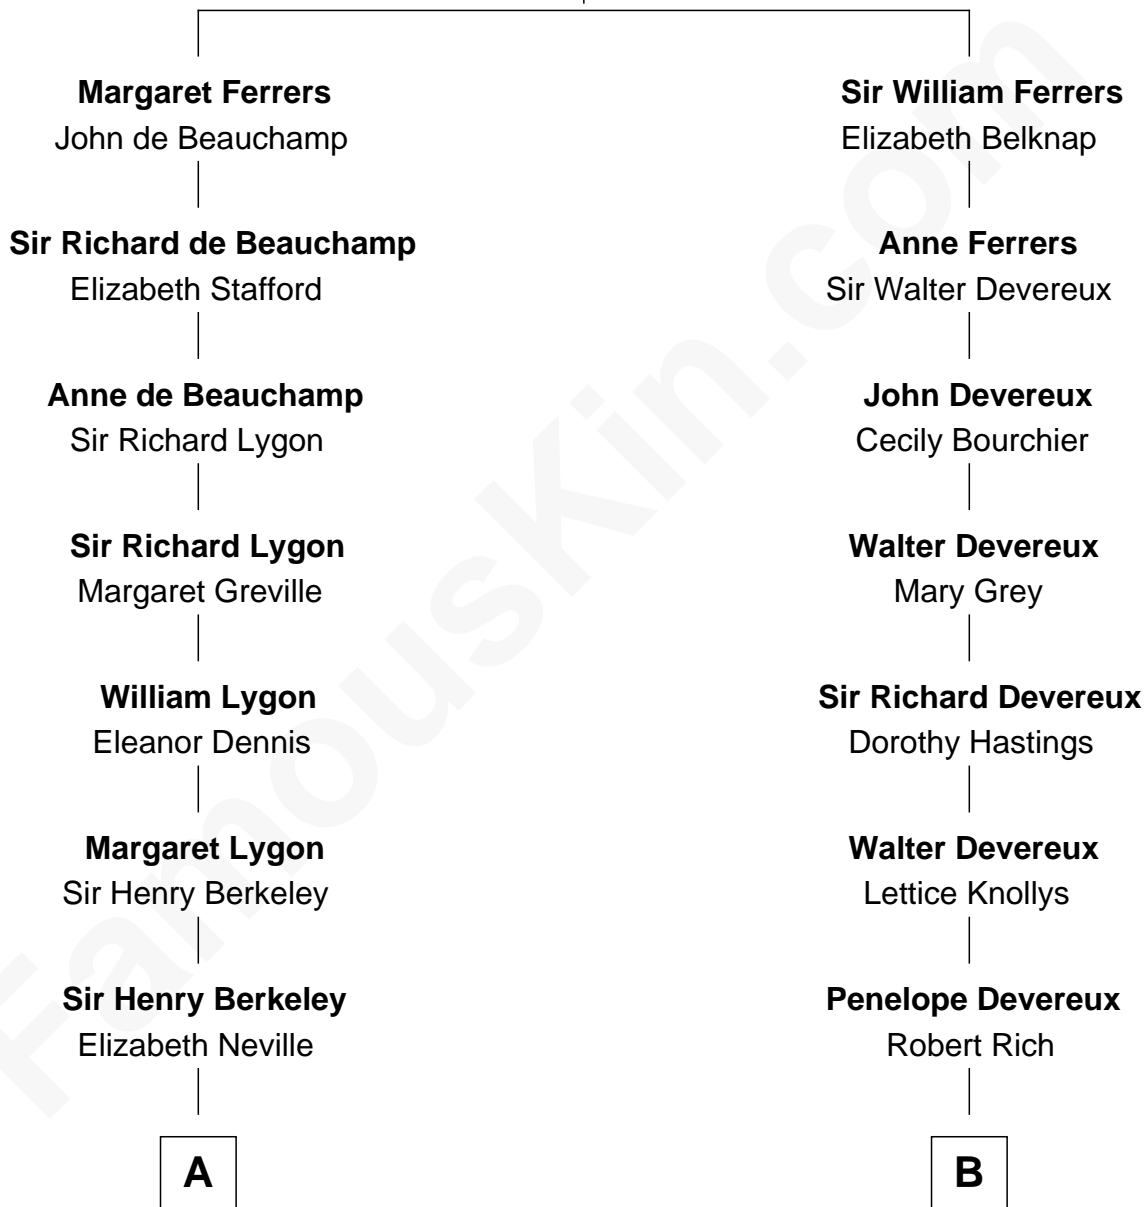 Margaret Ferrers
John de Beauchamp
Sir William Ferrers
Elizabeth Belknap
Sir Richard de Beauchamp
Elizabeth Stafford
Anne Ferrers
Sir Walter Devereux
Anne de Beauchamp
Sir Richard Lygon
John Devereux
Cecily Bourchier
Sir Richard Lygon
Margaret Greville
Walter Devereux
Mary Grey
William Lygon
Eleanor Dennis
Sir Richard Devereux
Dorothy Hastings
Margaret Lygon
Sir Henry Berkeley
Walter Devereux
Lettice Knollys
Sir Henry Berkeley
Elizabeth Neville
Penelope Devereux
Robert Rich
A
B
FamousKin.com